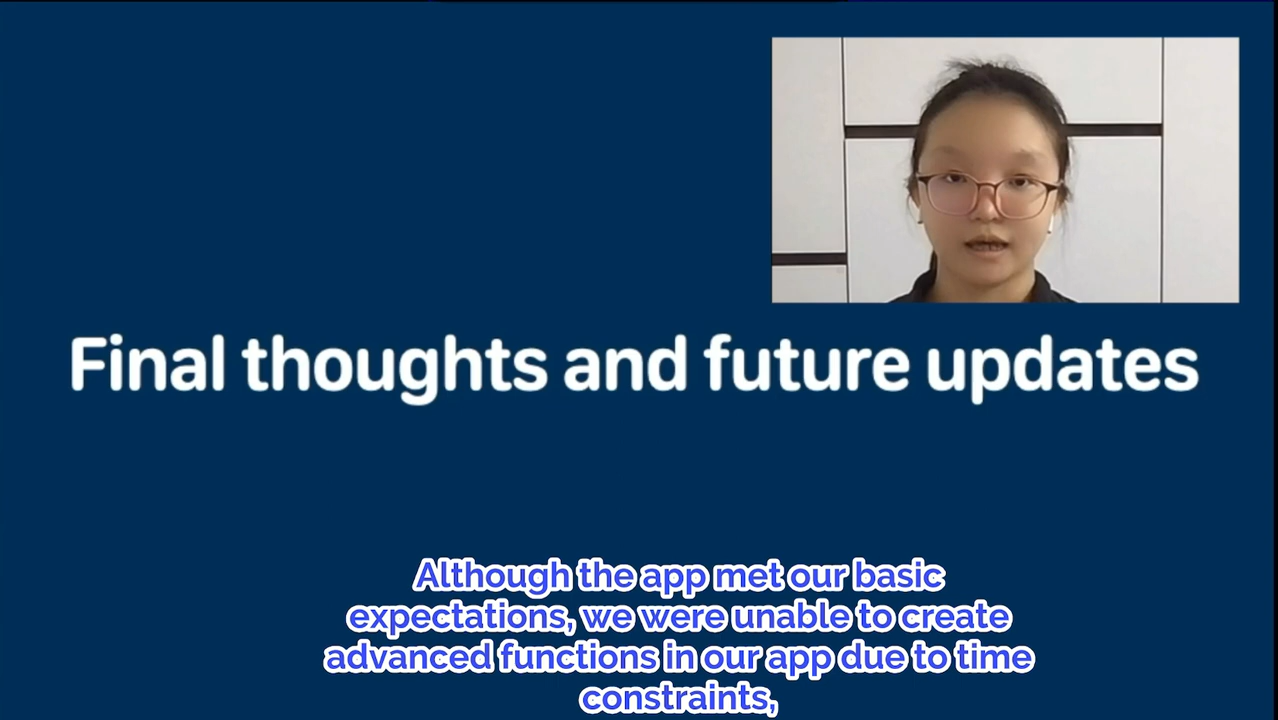 Final thoughts and future updates
Although the app met our basic
expectations, we were unable to create
advanced functions in our app due to time
constraints,